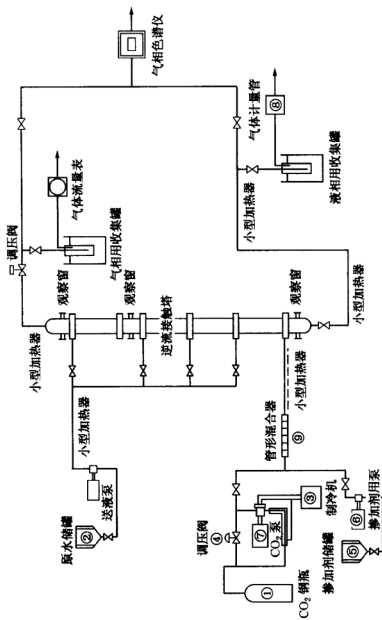 调压阀
小型加热器
气体流量表
气相色谱仪
气相用收集罐
观察窗
观察窗
小型加热器
原水储罐
②
送液泵
逆流接触塔
小型加热器
气体计量管
⑧
液相用收集罐
观察窗
小型加热器
小型加热器
管形混合器
⑨
调压阀
④
⑦
CO₂泵
③
制冷机
①
CO₂钢瓶
⑤
掺加剂储罐
⑥
掺加剂用泵